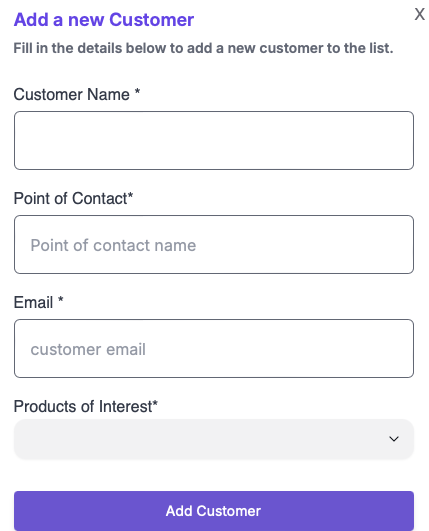 Add a new Customer
X
Fill in the details below to add a new customer to the list.
Customer Name *
Point of Contact*
Point of contact name
Email *
customer email
Products of Interest*
Add Customer